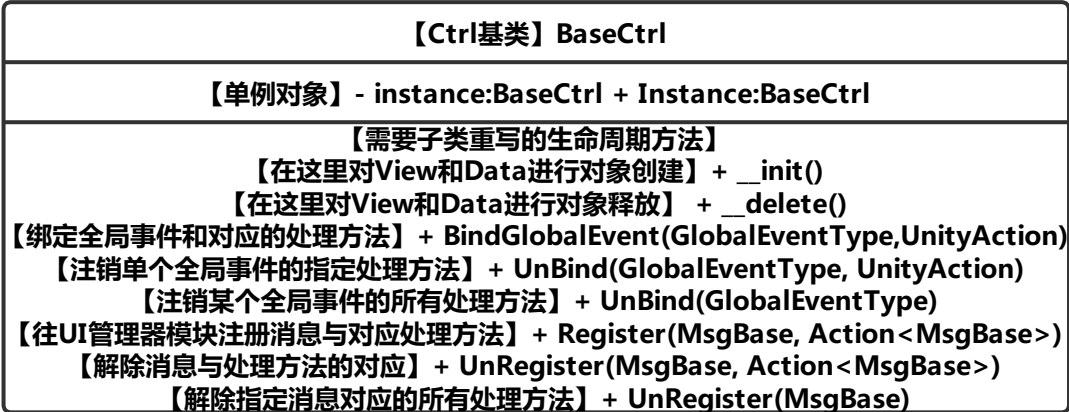 【Ctrl基类】BaseCtrl
【单例对象】- instance:BaseCtrl + Instance:BaseCtrl
【需要子类重写的生命周期方法】
【在这里对View和Data进行对象创建】+ __init()
【在这里对View和Data进行对象释放】 + __delete()
【绑定全局事件和对应的处理方法】+ BindGlobalEvent(GlobalEventType,UnityAction)
【注销单个全局事件的指定处理方法】+ UnBind(GlobalEventType, UnityAction)
【注销某个全局事件的所有处理方法】+ UnBind(GlobalEventType)
【往UI管理器模块注册消息与对应处理方法】+ Register(MsgBase, Action<MsgBase>)
【解除消息与处理方法的对应】+ UnRegister(MsgBase, Action<MsgBase>)
【解除指定消息对应的所有处理方法】+ UnRegister(MsgBase)